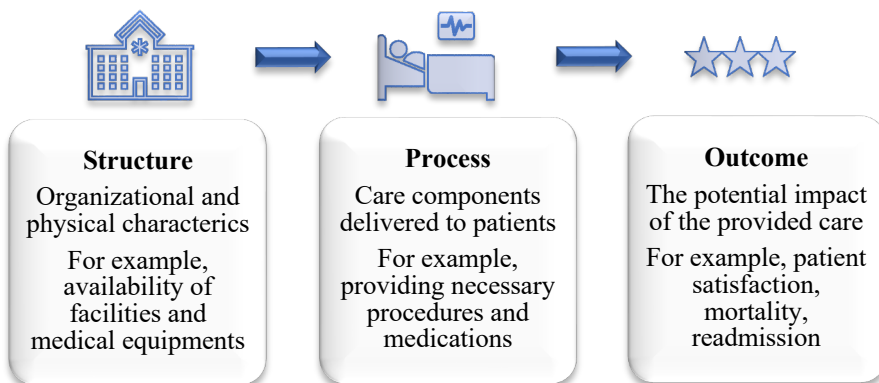 Structure
Organizational and
physical characterics
For example,
availability of
facilities and
medical equipments
Process
Care components
delivered to patients
For example,
providing necessary
procedures and
medications
Outcome
The potential impact
of the provided care
For example, patient
satisfaction,
mortality,
readmission